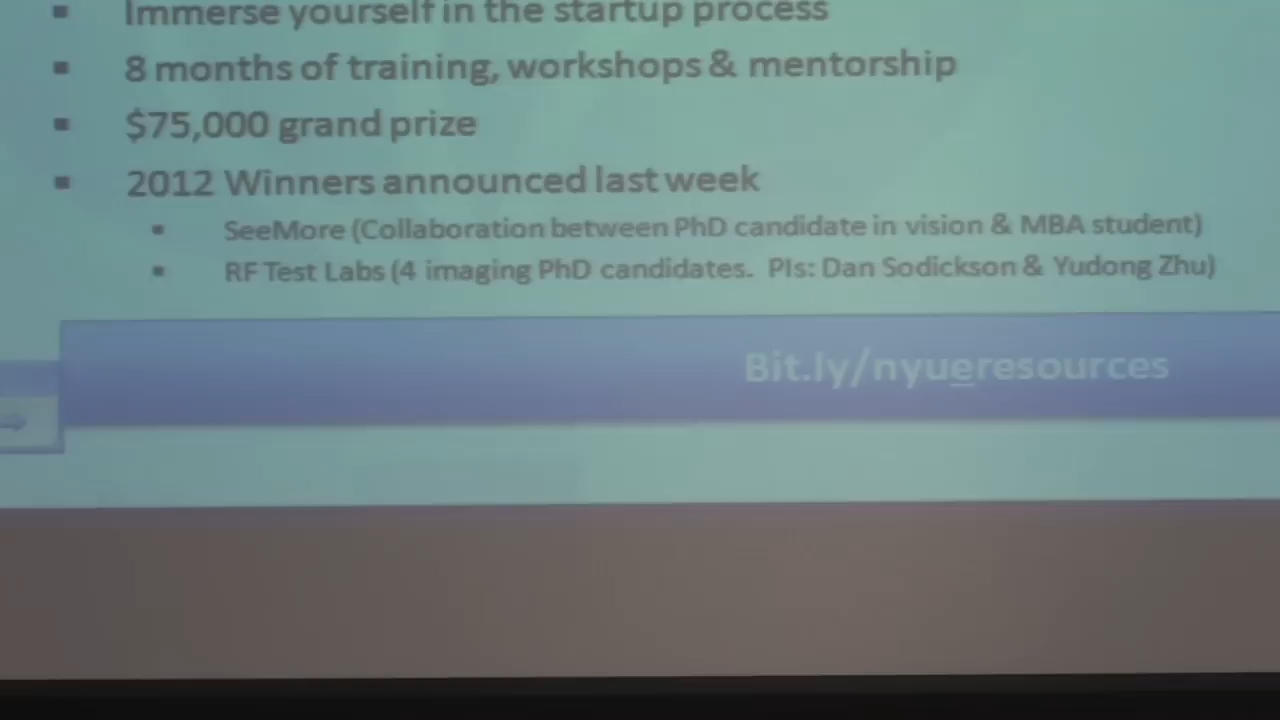 ▪ Immerse yourself in the startup process
▪ 8 months of training, workshops & mentorship
▪ $75,000 grand prize
▪ 2012 Winners announced last week
▪ SeeMore (Collaboration between PhD candidate in vision & MBA student)
▪ RF Test Labs (4 imaging PhD candidates. PIs: Dan Sodickson & Yudong Zhu)
Bit.ly/nyueresources